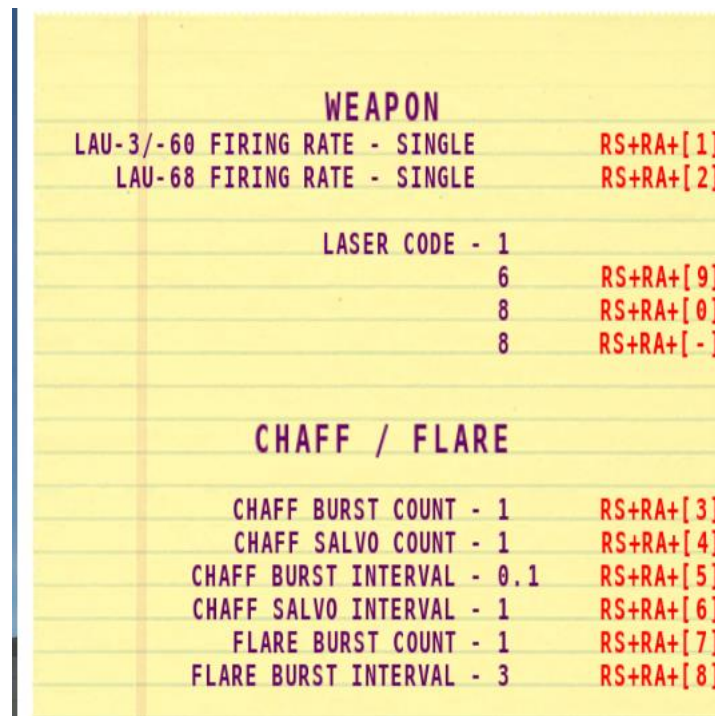 WEAPON
LAU-3/-60 FIRING RATE - SINGLE RS+RA+[1]
LAU-68 FIRING RATE - SINGLE RS+RA+[2]
LASER CODE - 1
6 RS+RA+[9]
8 RS+RA+[0]
8 RS+RA+[-]
CHAFF / FLARE
CHAFF BURST COUNT - 1 RS+RA+[3]
CHAFF SALVO COUNT - 1 RS+RA+[4]
CHAFF BURST INTERVAL - 0.1 RS+RA+[5]
CHAFF SALVO INTERVAL - 1 RS+RA+[6]
FLARE BURST COUNT - 1 RS+RA+[7]
FLARE BURST INTERVAL - 3 RS+RA+[8]